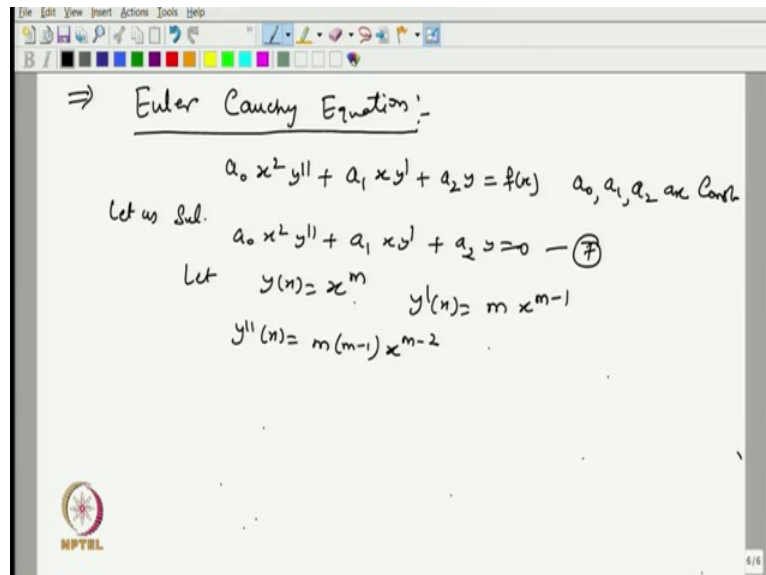 File Edit View Insert Actions Tools Help
B I
⇒ Euler Cauchy Equation:-
a₀ x² y'' + a₁ x y' + a₂ y = f(x) a₀, a₁, a₂ are Const
Let us Sol.
a₀ x² y'' + a₁ x y' + a₂ y = 0 — ⑦
Let y(x) = x^m y'(x) = m x^{m-1}
y''(x) = m(m-1) x^{m-2}
NPTEL
6/6